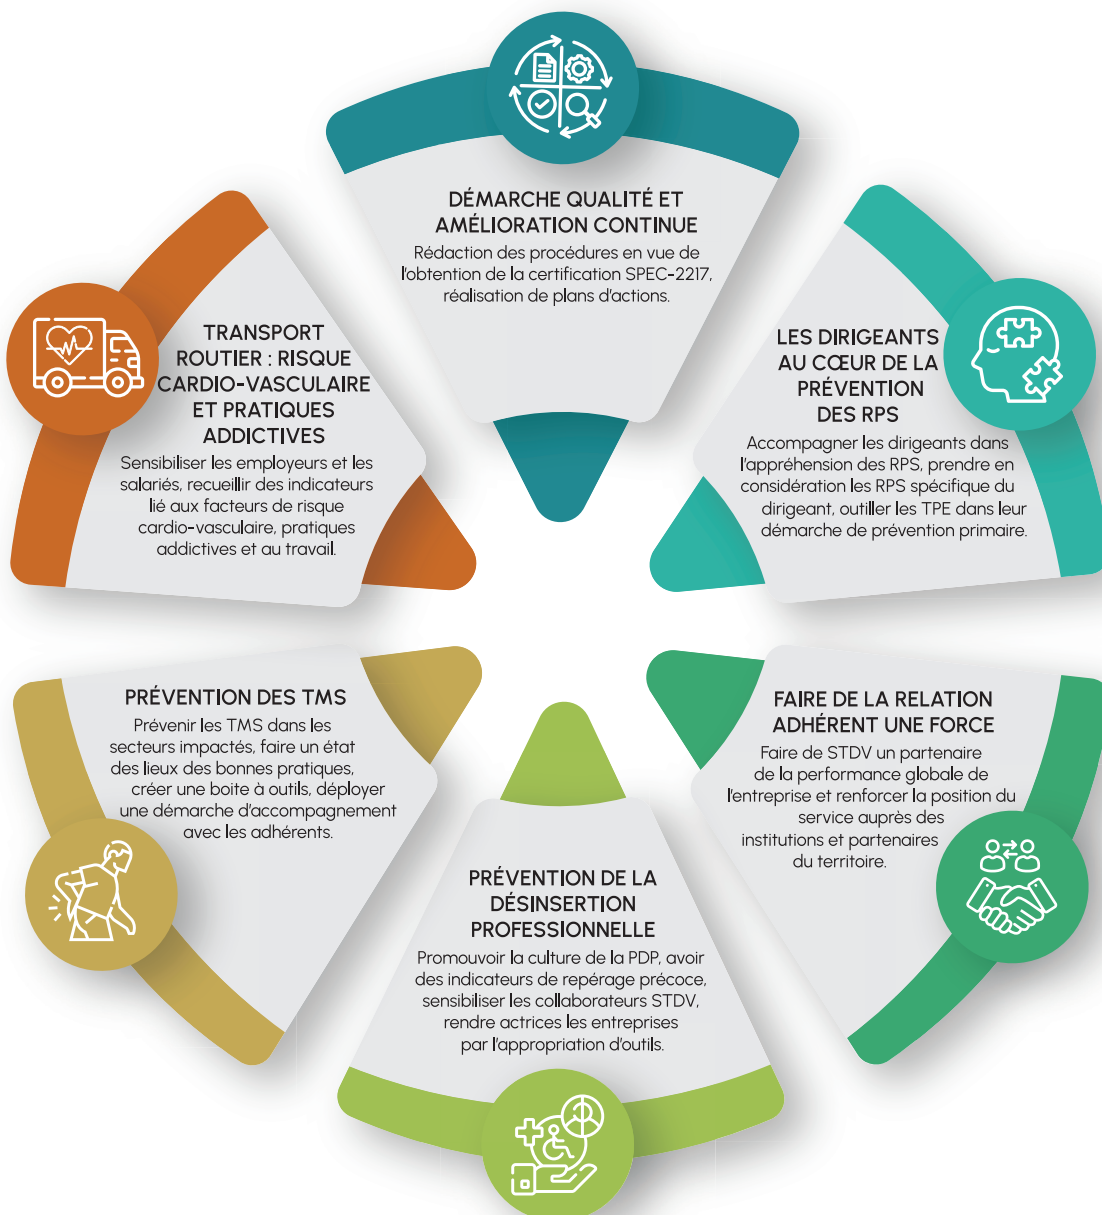 DÉMARCHE QUALITÉ ET
AMÉLIORATION CONTINUE
Rédaction des procédures en vue de
l'obtention de la certification SPEC-2217,
réalisation de plans d'actions.
LES DIRIGEANTS
AU CŒUR DE LA
PRÉVENTION
DES RPS
Accompagner les dirigeants dans
l'appréhension des RPS, prendre en
considération les RPS spécifique du
dirigeant, outiller les TPE dans leur
démarche de prévention primaire.
FAIRE DE LA RELATION
ADHÉRENT UNE FORCE
Faire de STDV un partenaire
de la performance globale de
l'entreprise et renforcer la position du
service auprès des
institutions et partenaires
du territoire.
PRÉVENTION DE LA
DÉSINSERTION
PROFESSIONNELLE
Promouvoir la culture de la PDP, avoir
des indicateurs de repérage précoce,
sensibiliser les collaborateurs STDV,
rendre actrices les entreprises
par l'appropriation d'outils.
PRÉVENTION DES TMS
Prévenir les TMS dans les
secteurs impactés, faire un état
des lieux des bonnes pratiques,
créer une boite à outils, déployer
une démarche d'accompagnement
avec les adhérents.
TRANSPORT
ROUTIER : RISQUE
CARDIO-VASCULAIRE
ET PRATIQUES
ADDICTIVES
Sensibiliser les employeurs et les
salariés, recueillir des indicateurs
lié aux facteurs de risque
cardio-vasculaire, pratiques
addictives et au travail.